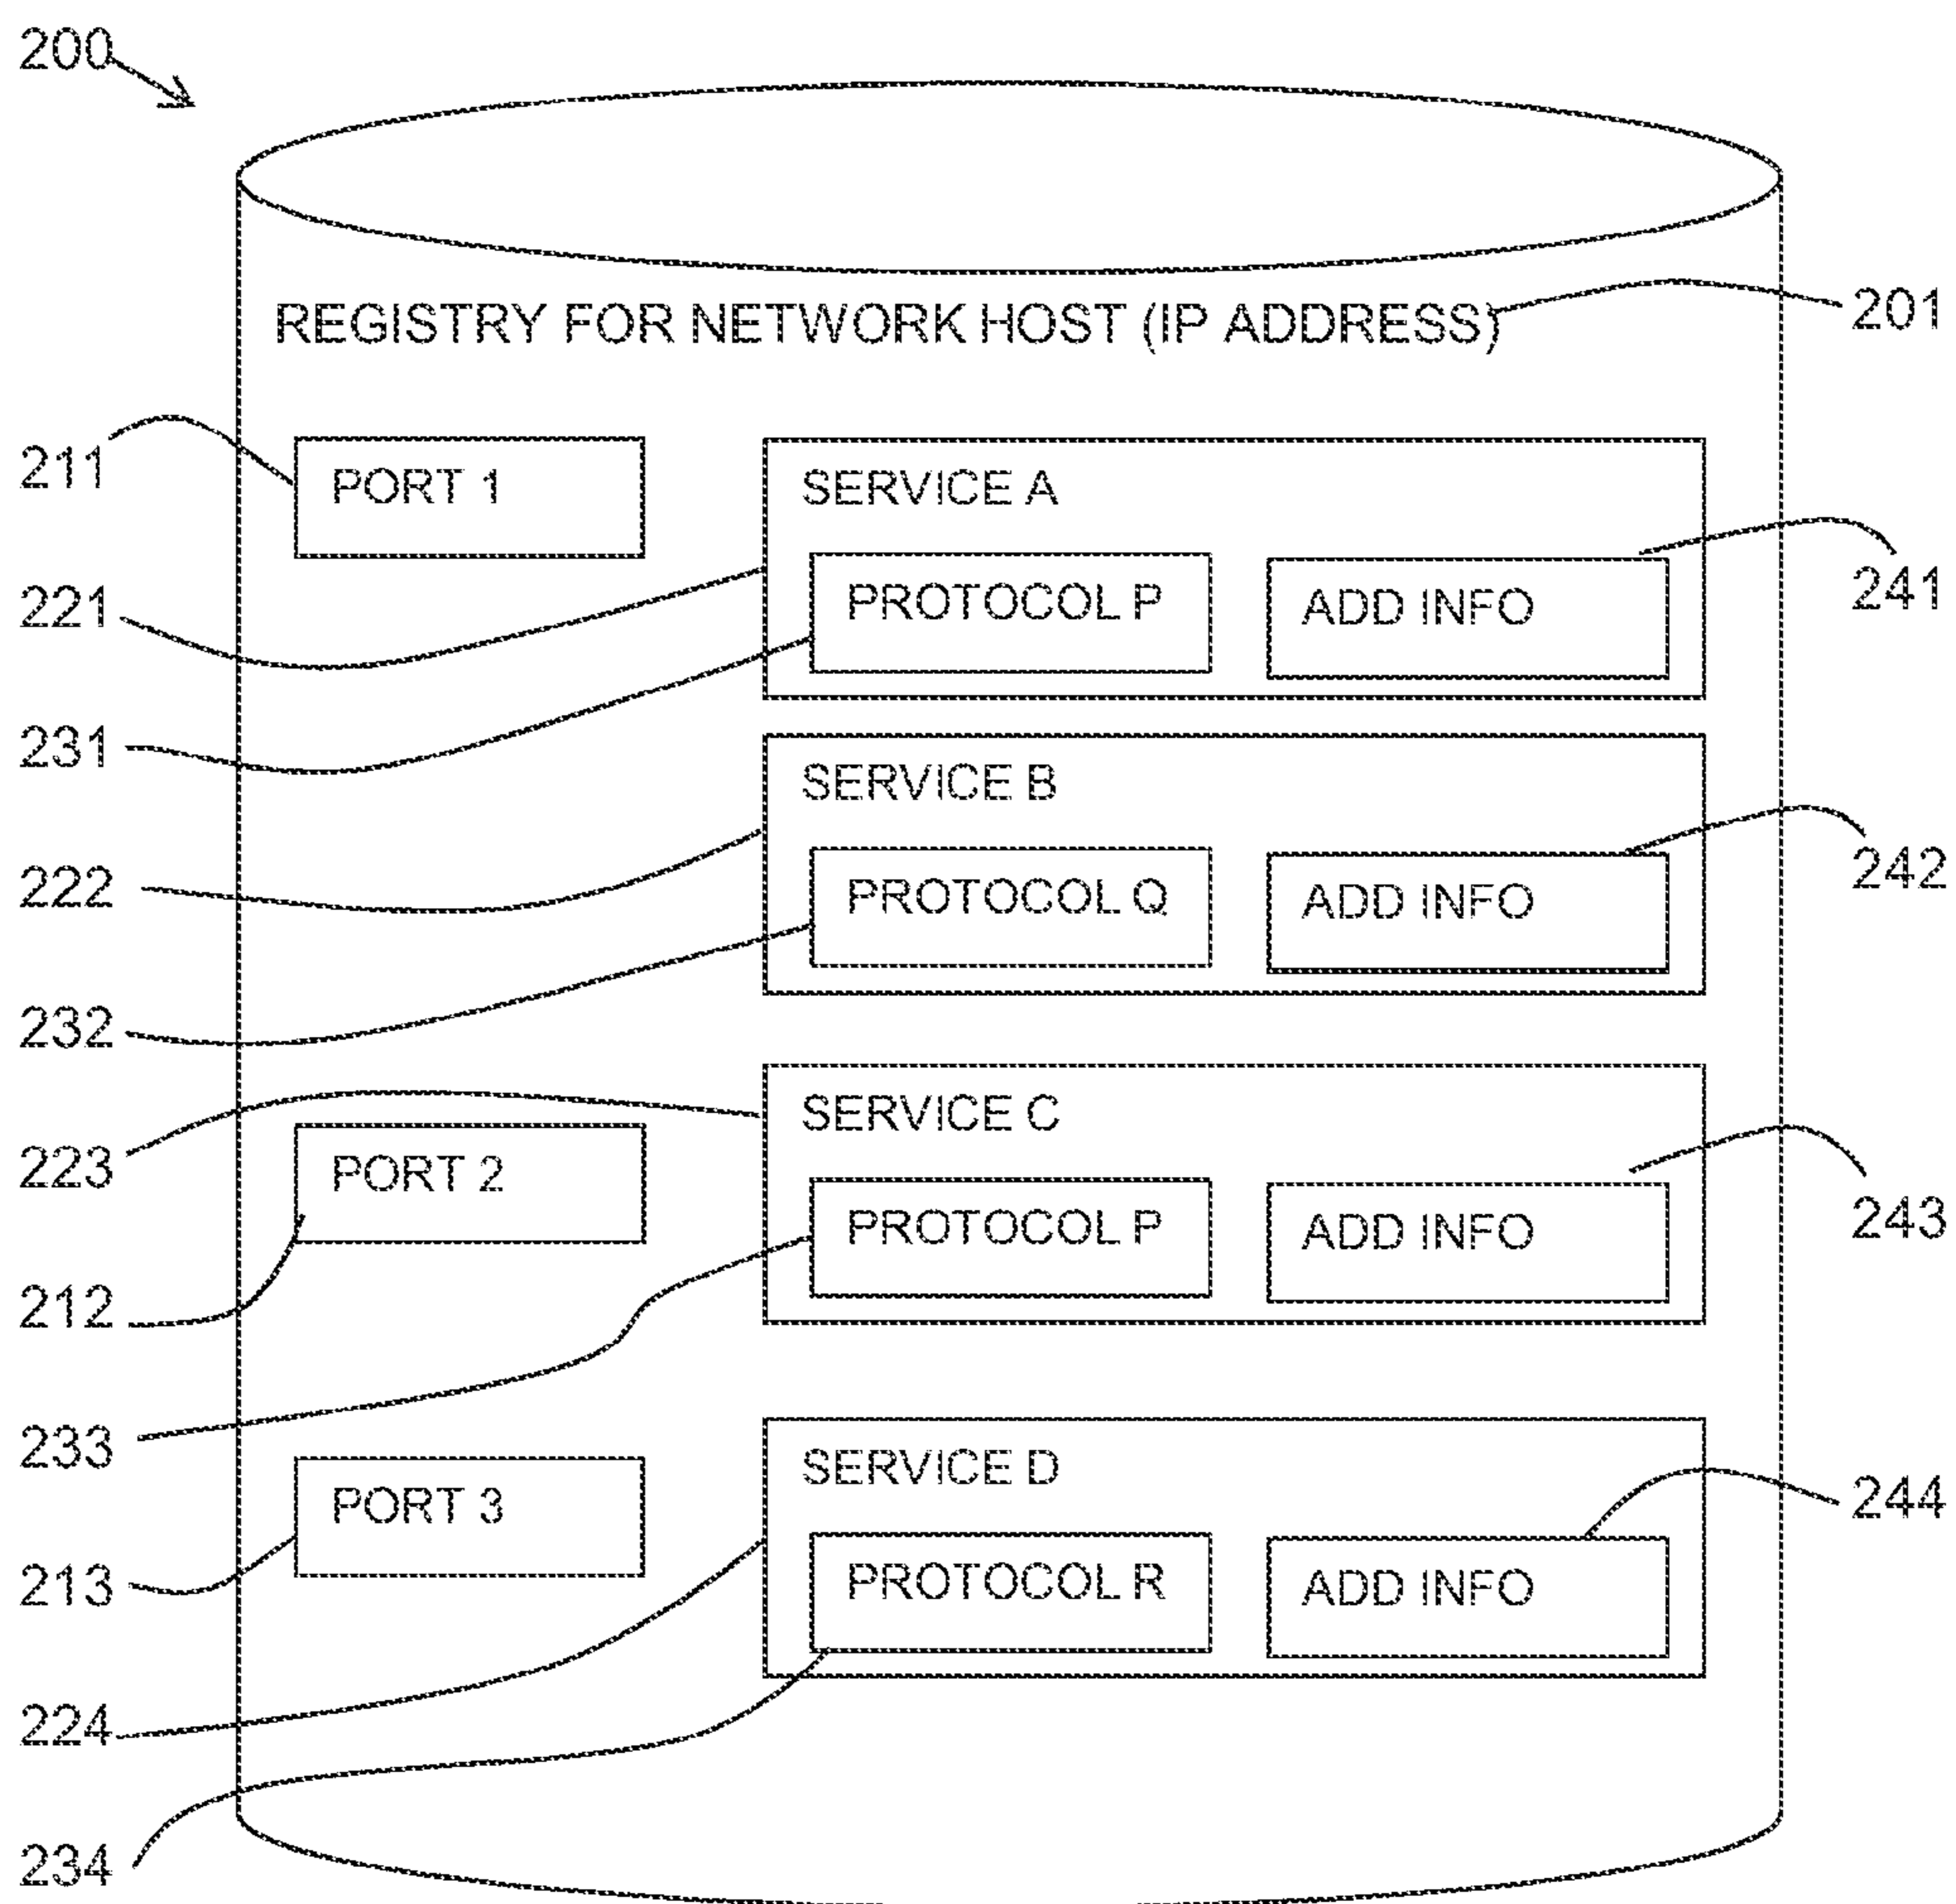 200
REGISTRY FOR NETWORK HOST (IP ADDRESS)
201
211
PORT 1
SERVICE A
221
PROTOCOL P
ADD INFO
241
231
SERVICE B
222
PROTOCOL Q
ADD INFO
242
232
223
PORT 2
SERVICE C
212
PROTOCOL P
ADD INFO
243
233
PORT 3
SERVICE D
244
213
PROTOCOL R
ADD INFO
224
234